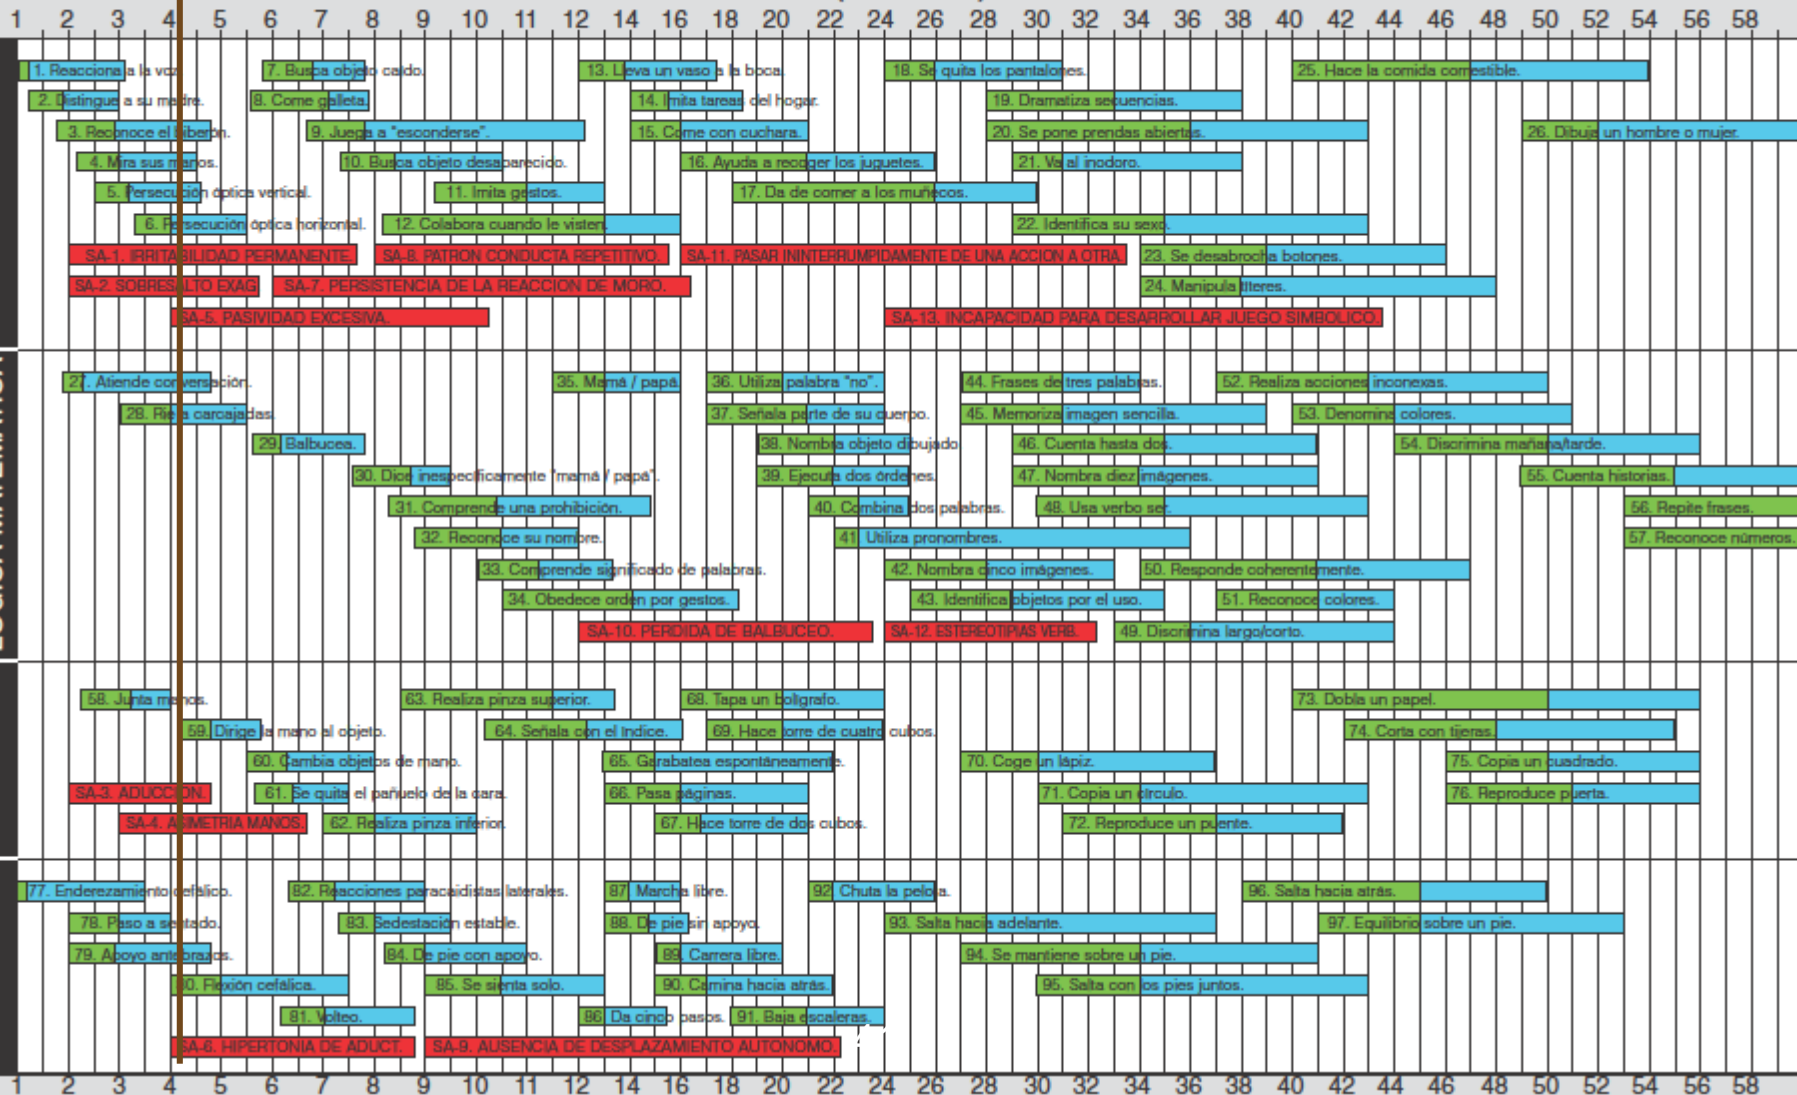 1 2 3 4 5 6 7 8 9 10 12 14 16 18 20 22 24 26 28 30 32 34 36 38 40 42 44 46 48 50 52 54 56 58
1. Reacciona a la voz 7. Busca objeto caído. 13. Lleva un vaso a la boca. 18. Se quita los pantalones. 25. Hace la comida comestible.
2. Distingue a su madre. 8. Come galleta. 14. Imita tareas del hogar. 19. Dramatiza secuencias.
3. Reconoce el biberón. 9. Juega a "esconderse". 15. Come con cuchara. 20. Se pone prendas abiertas. 26. Dibuja un hombre o mujer.
4. Mira sus manos. 10. Busca objeto desaparecido. 16. Ayuda a recoger los juguetes. 21. Va al inodoro.
5. Persecución óptica vertical. 11. Imita gestos. 17. Da de comer a los muñecos.
6. Persecución óptica horizontal. 12. Colabora cuando le visten. 22. Identifica su sexo.
SA-1. IRRITABILIDAD PERMANENTE. SA-8. PATRON CONDUCTA REPETITIVO. SA-11. PASAR ININTERRUMPIDAMENTE DE UNA ACCION A OTRA. 23. Se desabrocha botones.
SA-2. SOBRESALTO EXAG SA-7. PERSISTENCIA DE LA REACCION DE MORO. 24. Manipula títeres.
SA-5. PASIVIDAD EXCESIVA. SA-13. INCAPACIDAD PARA DESARROLLAR JUEGO SIMBOLICO.
27. Atiende conversación. 35. Mamá / papá. 36. Utiliza palabra "no". 44. Frases de tres palabras. 52. Realiza acciones inconexas.
28. Ríe a carcajadas. 37. Señala parte de su cuerpo. 45. Memoriza imagen sencilla. 53. Denomina colores.
29. Balbucea. 38. Nombra objeto dibujado 46. Cuenta hasta dos. 54. Discrimina mañana/tarde.
30. Dice inespecíficamente "mamá / papá". 39. Ejecuta dos órdenes. 47. Nombra diez imágenes. 55. Cuenta historias.
31. Comprende una prohibición. 40. Combina dos palabras. 48. Usa verbo ser. 56. Repite frases.
32. Reconoce su nombre. 41. Utiliza pronombres. 57. Reconoce números.
33. Comprende significado de palabras. 42. Nombra cinco imágenes. 50. Responde coherentemente.
34. Obedece orden por gestos. 43. Identifica objetos por el uso. 51. Reconoce colores.
SA-10. PERDIDA DE BALBUCEO. SA-12. ESTEREOTIPIAS VERB. 49. Discrimina largo/corto.
58. Junta manos. 63. Realiza pinza superior. 68. Tapa un bolígrafo. 73. Dobla un papel.
59. Dirige la mano al objeto. 64. Señala con el índice. 69. Hace torre de cuatro cubos. 74. Corta con tijeras.
60. Cambia objetos de mano. 65. Garabatea espontáneamente. 70. Coge un lápiz. 75. Copia un cuadrado.
SA-3. ADUCCION. 61. Se quita el pañuelo de la cara. 66. Pasa páginas. 71. Copia un círculo. 76. Reproduce puerta.
SA-4. ASIMETRIA MANOS. 62. Realiza pinza inferior. 67. Hace torre de dos cubos. 72. Reproduce un puente.
77. Enderezamiento cefálico. 82. Reacciones paracaidistas laterales. 87 Marcha libre. 92 Chuta la pelota. 96. Salta hacia atrás.
78. Paso a sentado. 83. Sedestación estable. 88. De pie sin apoyo. 93. Salta hacia adelante. 97. Equilibrio sobre un pie.
79. Apoyo antebrazos. 84. De pie con apoyo. 89. Carrera libre. 94. Se mantiene sobre un pie.
80. Flexión cefálica. 85. Se sienta solo. 90. Camina hacia atrás. 95. Salta con los pies juntos.
81. Volteo. 86 Da cinco pasos. 91. Baja escaleras.
SA-6. HIPERTONIA DE ADUCT. SA-9. AUSENCIA DE DESPLAZAMIENTO AUTONOMO.
1 2 3 4 5 6 7 8 9 10 12 14 16 18 20 22 24 26 28 30 32 34 36 38 40 42 44 46 48 50 52 54 56 58